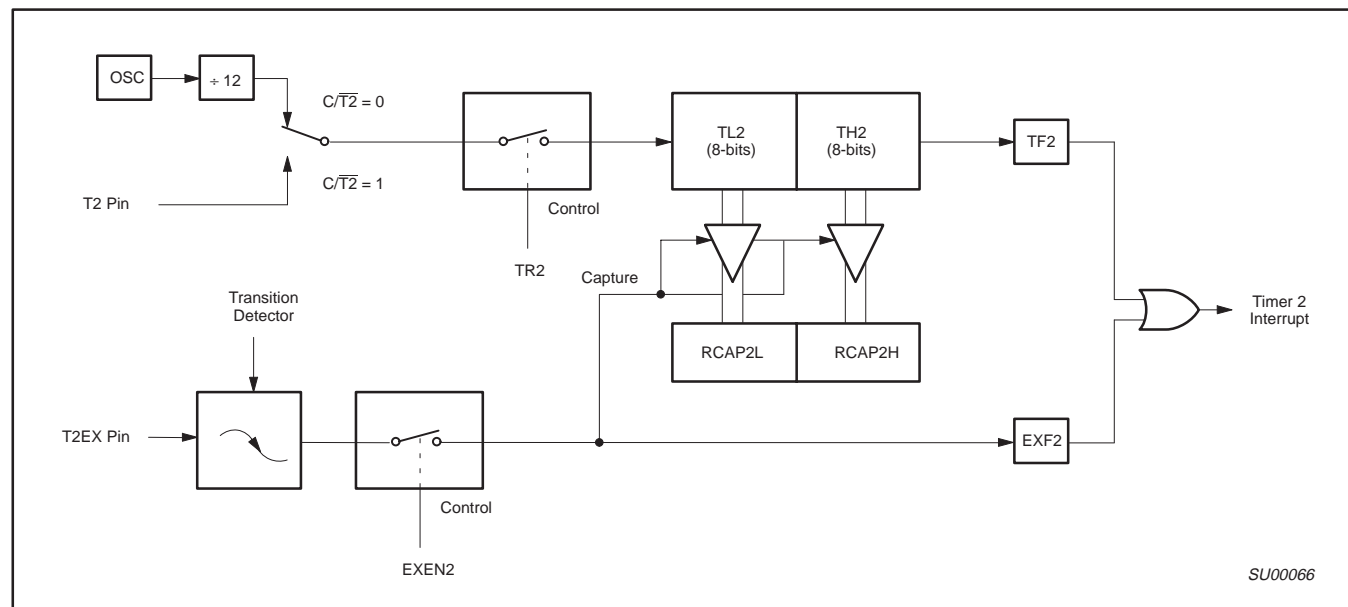 OSC
÷ 12
C/T2̅ = 0
C/T2̅ = 1
T2 Pin
Control
TR2
TL2
(8-bits)
TH2
(8-bits)
TF2
Capture
Transition
Detector
RCAP2L
RCAP2H
Timer 2
Interrupt
T2EX Pin
Control
EXEN2
EXF2
SU00066